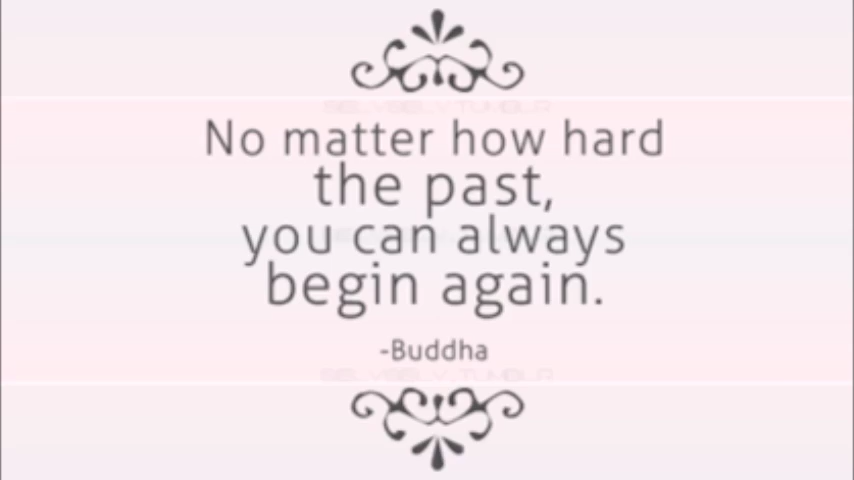 No matter how hard
the past,
you can always
begin again.
-Buddha